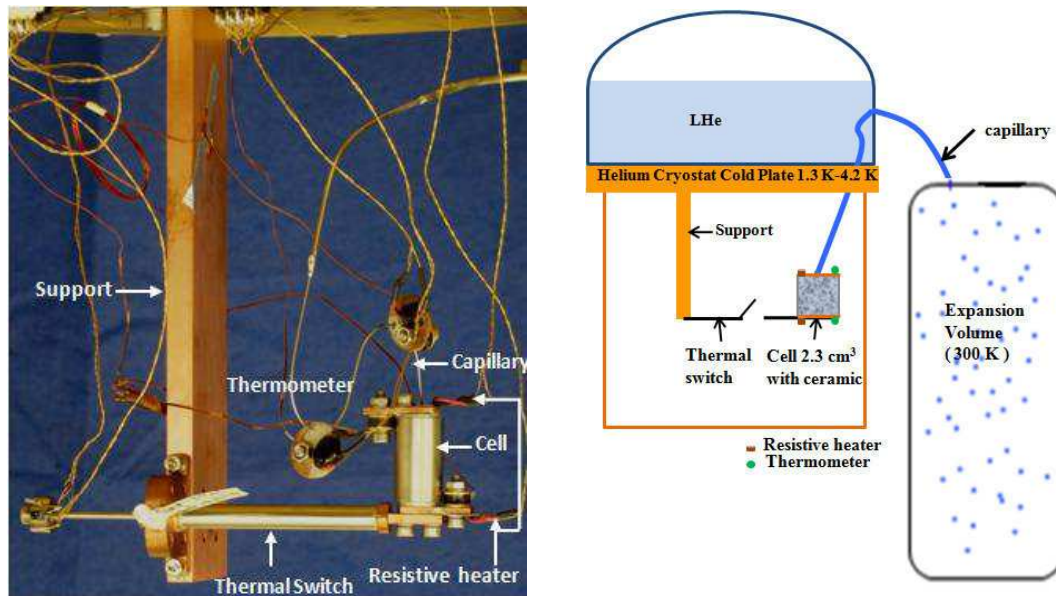 Support
Thermometer
Capillary
Cell
Thermal Switch
Resistive heater
LHe
capillary
Helium Cryostat Cold Plate 1.3 K-4.2 K
Support
Thermal
switch
Cell 2.3 cm³
with ceramic
Expansion
Volume
( 300 K )
Resistive heater
Thermometer